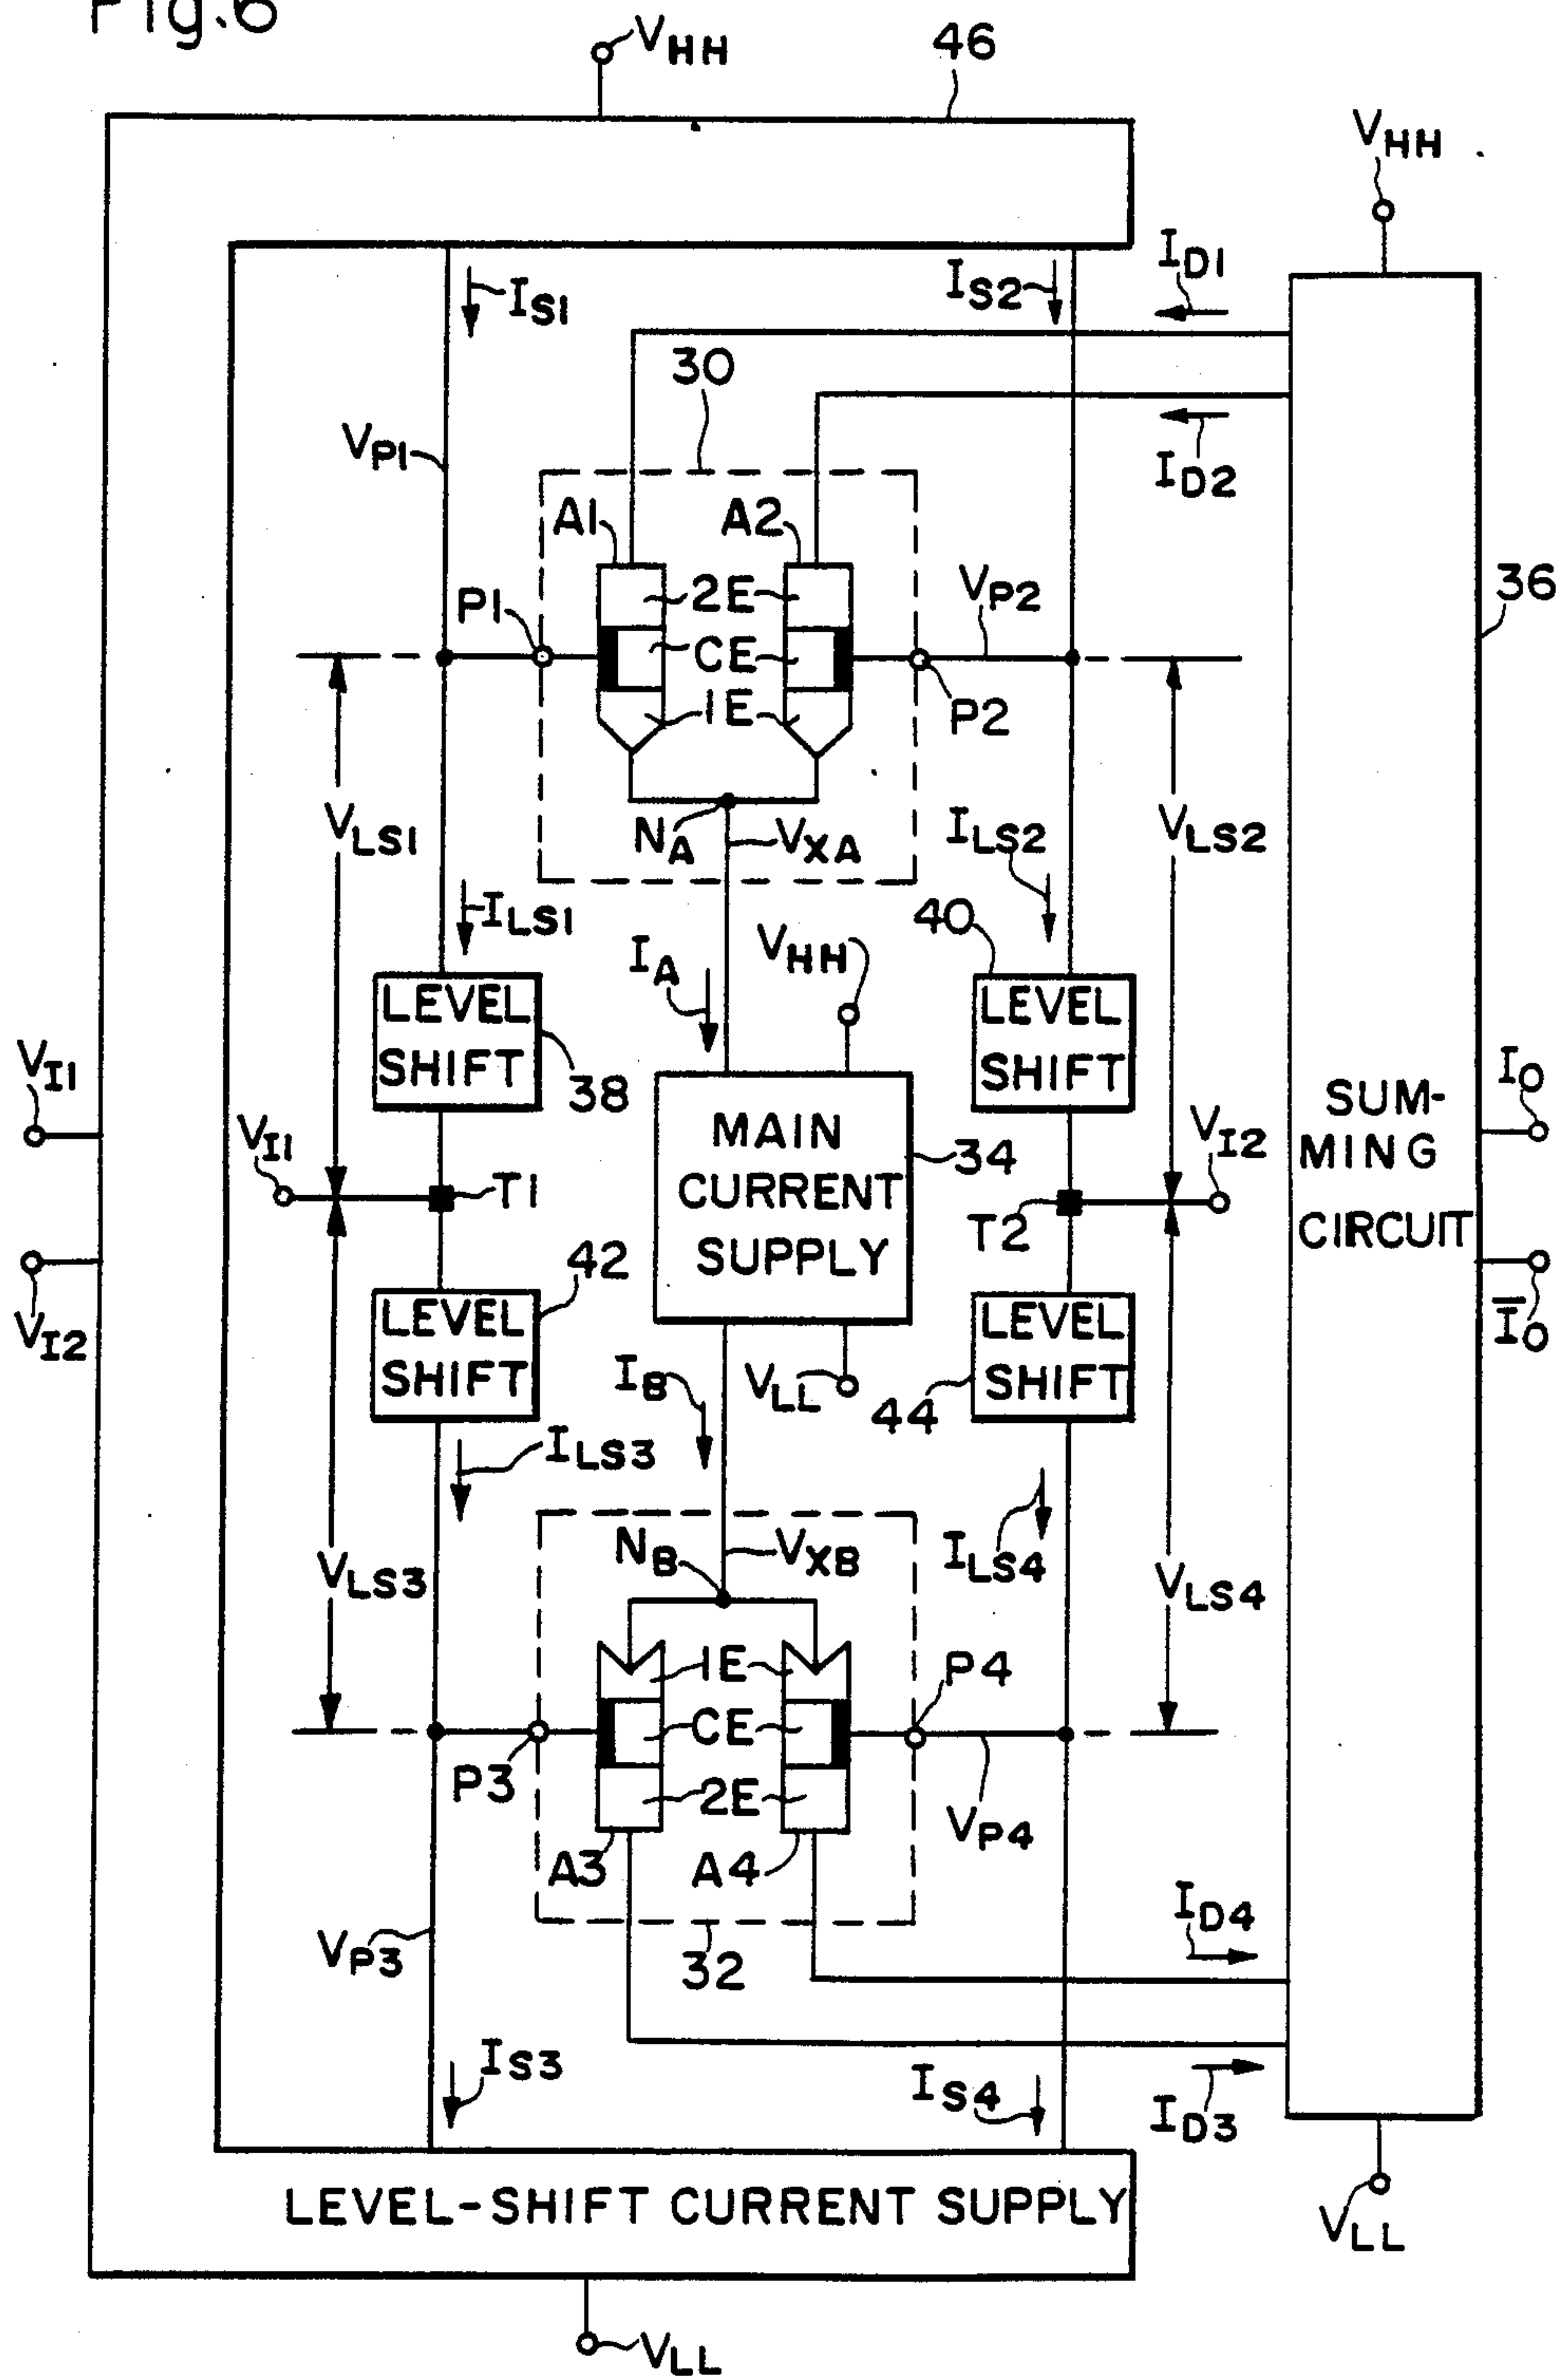 Fig.6
VHH
46
VHH
IS1
IS2
ID1
30
VP1
ID2
A1
A2
36
2E
P1
VP2
CE
1E
P2
VLS1
NA
VXA
ILS2
VLS2
ILS1
40
IA
VHH
LEVEL
SHIFT
38
LEVEL
SHIFT
VI1
MAIN
CURRENT
SUPPLY
34
SUM-
MING
CIRCUIT
IO
VI1
T1
VI2
T2
42
VI2
LEVEL
SHIFT
LEVEL
SHIFT
ĪO
IB
VLL
44
ILS3
NB
VXB
ILS4
VLS3
VLS4
1E
P4
CE
P3
2E
VP4
A3
A4
ID4
VP3
32
IS3
IS4
ID3
LEVEL-SHIFT CURRENT SUPPLY
VLL
VLL